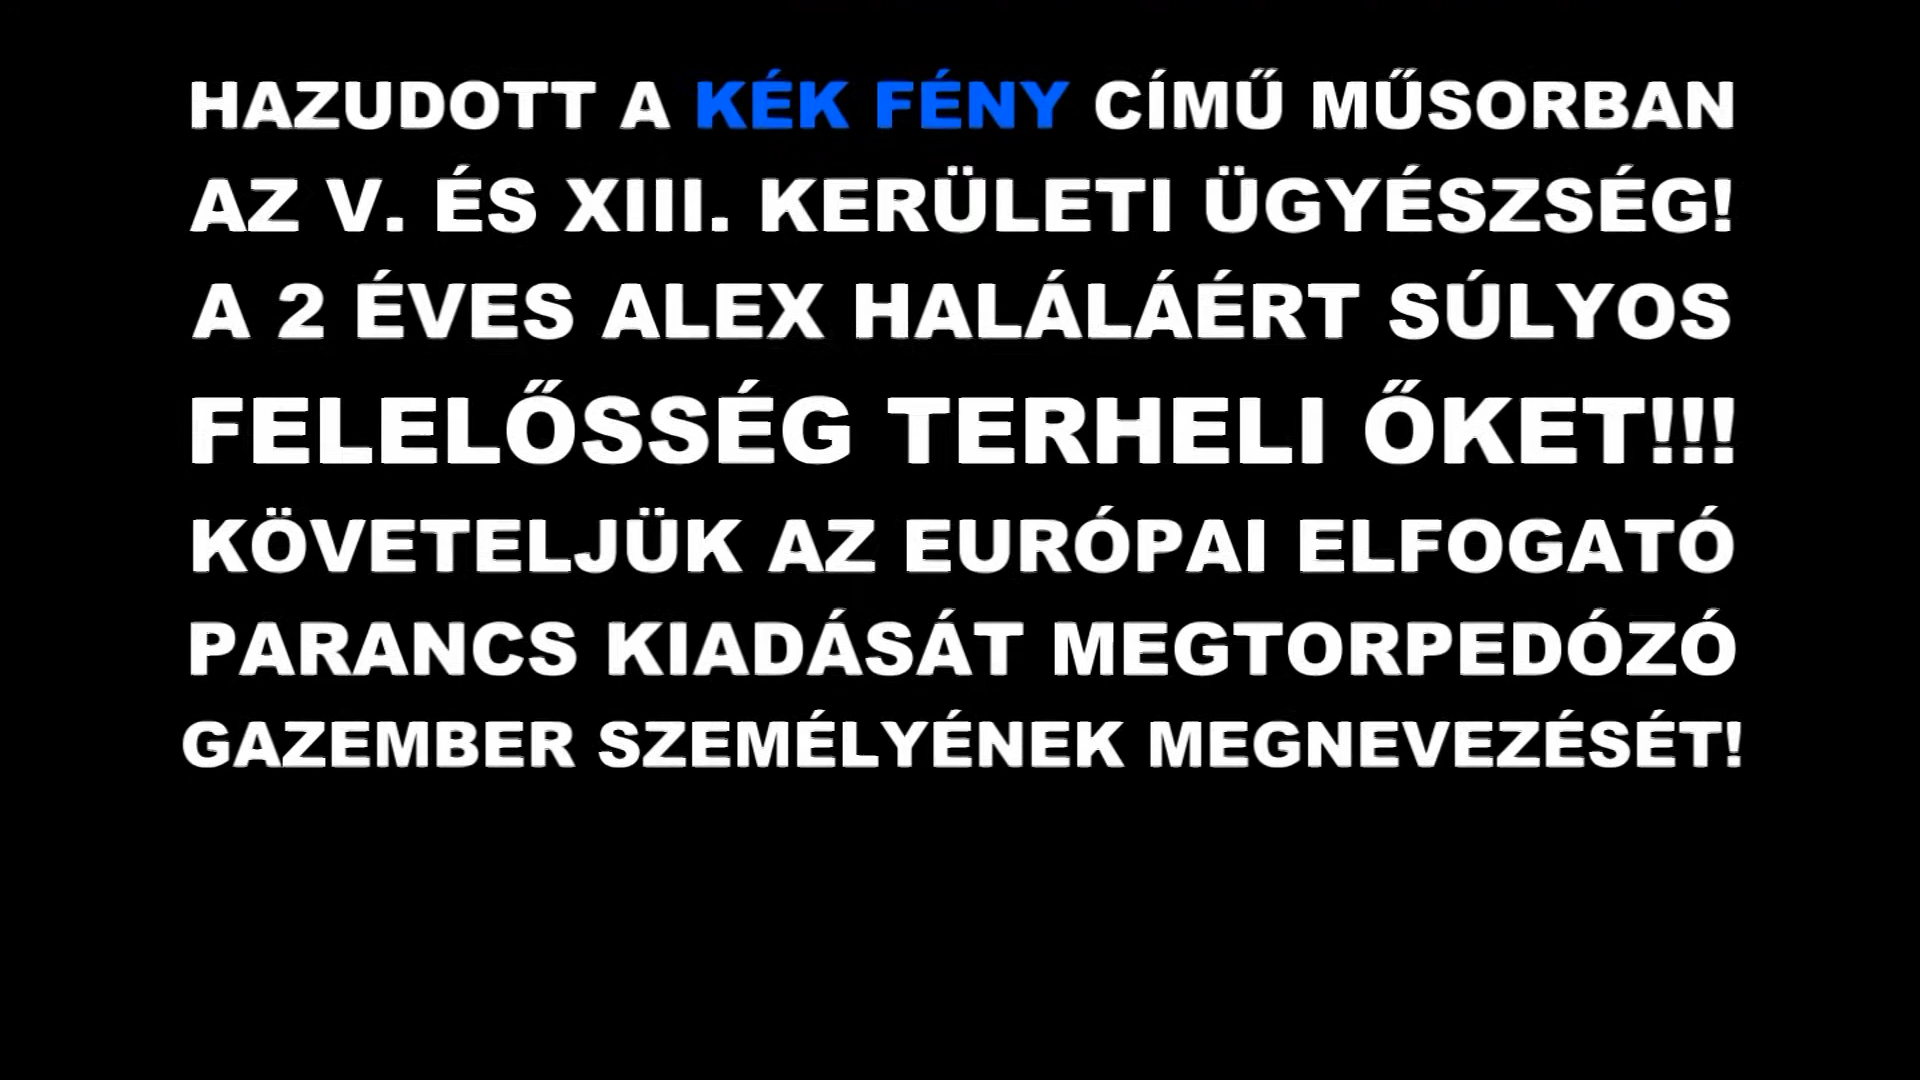 HAZUDOTT A KÉK FÉNY CÍMŰ MŰSORBAN
AZ V. ÉS XIII. KERÜLETI ÜGYÉSZSÉG!
A 2 ÉVES ALEX HALÁLÁÉRT SÚLYOS
FELELŐSSÉG TERHELI ŐKET!!!
KÖVETELJÜK AZ EURÓPAI ELFOGATÓ
PARANCS KIADÁSÁT MEGTORPEDÓZÓ
GAZEMBER SZEMÉLYÉNEK MEGNEVEZÉSÉT!